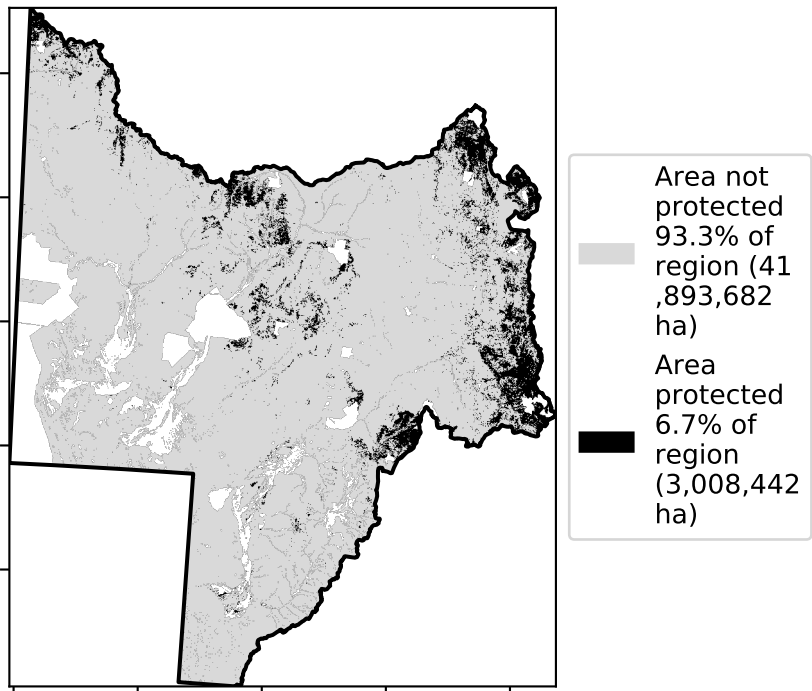 Area not
protected
93.3% of
region (41
,893,682
ha)
Area
protected
6.7% of
region
(3,008,442
ha)